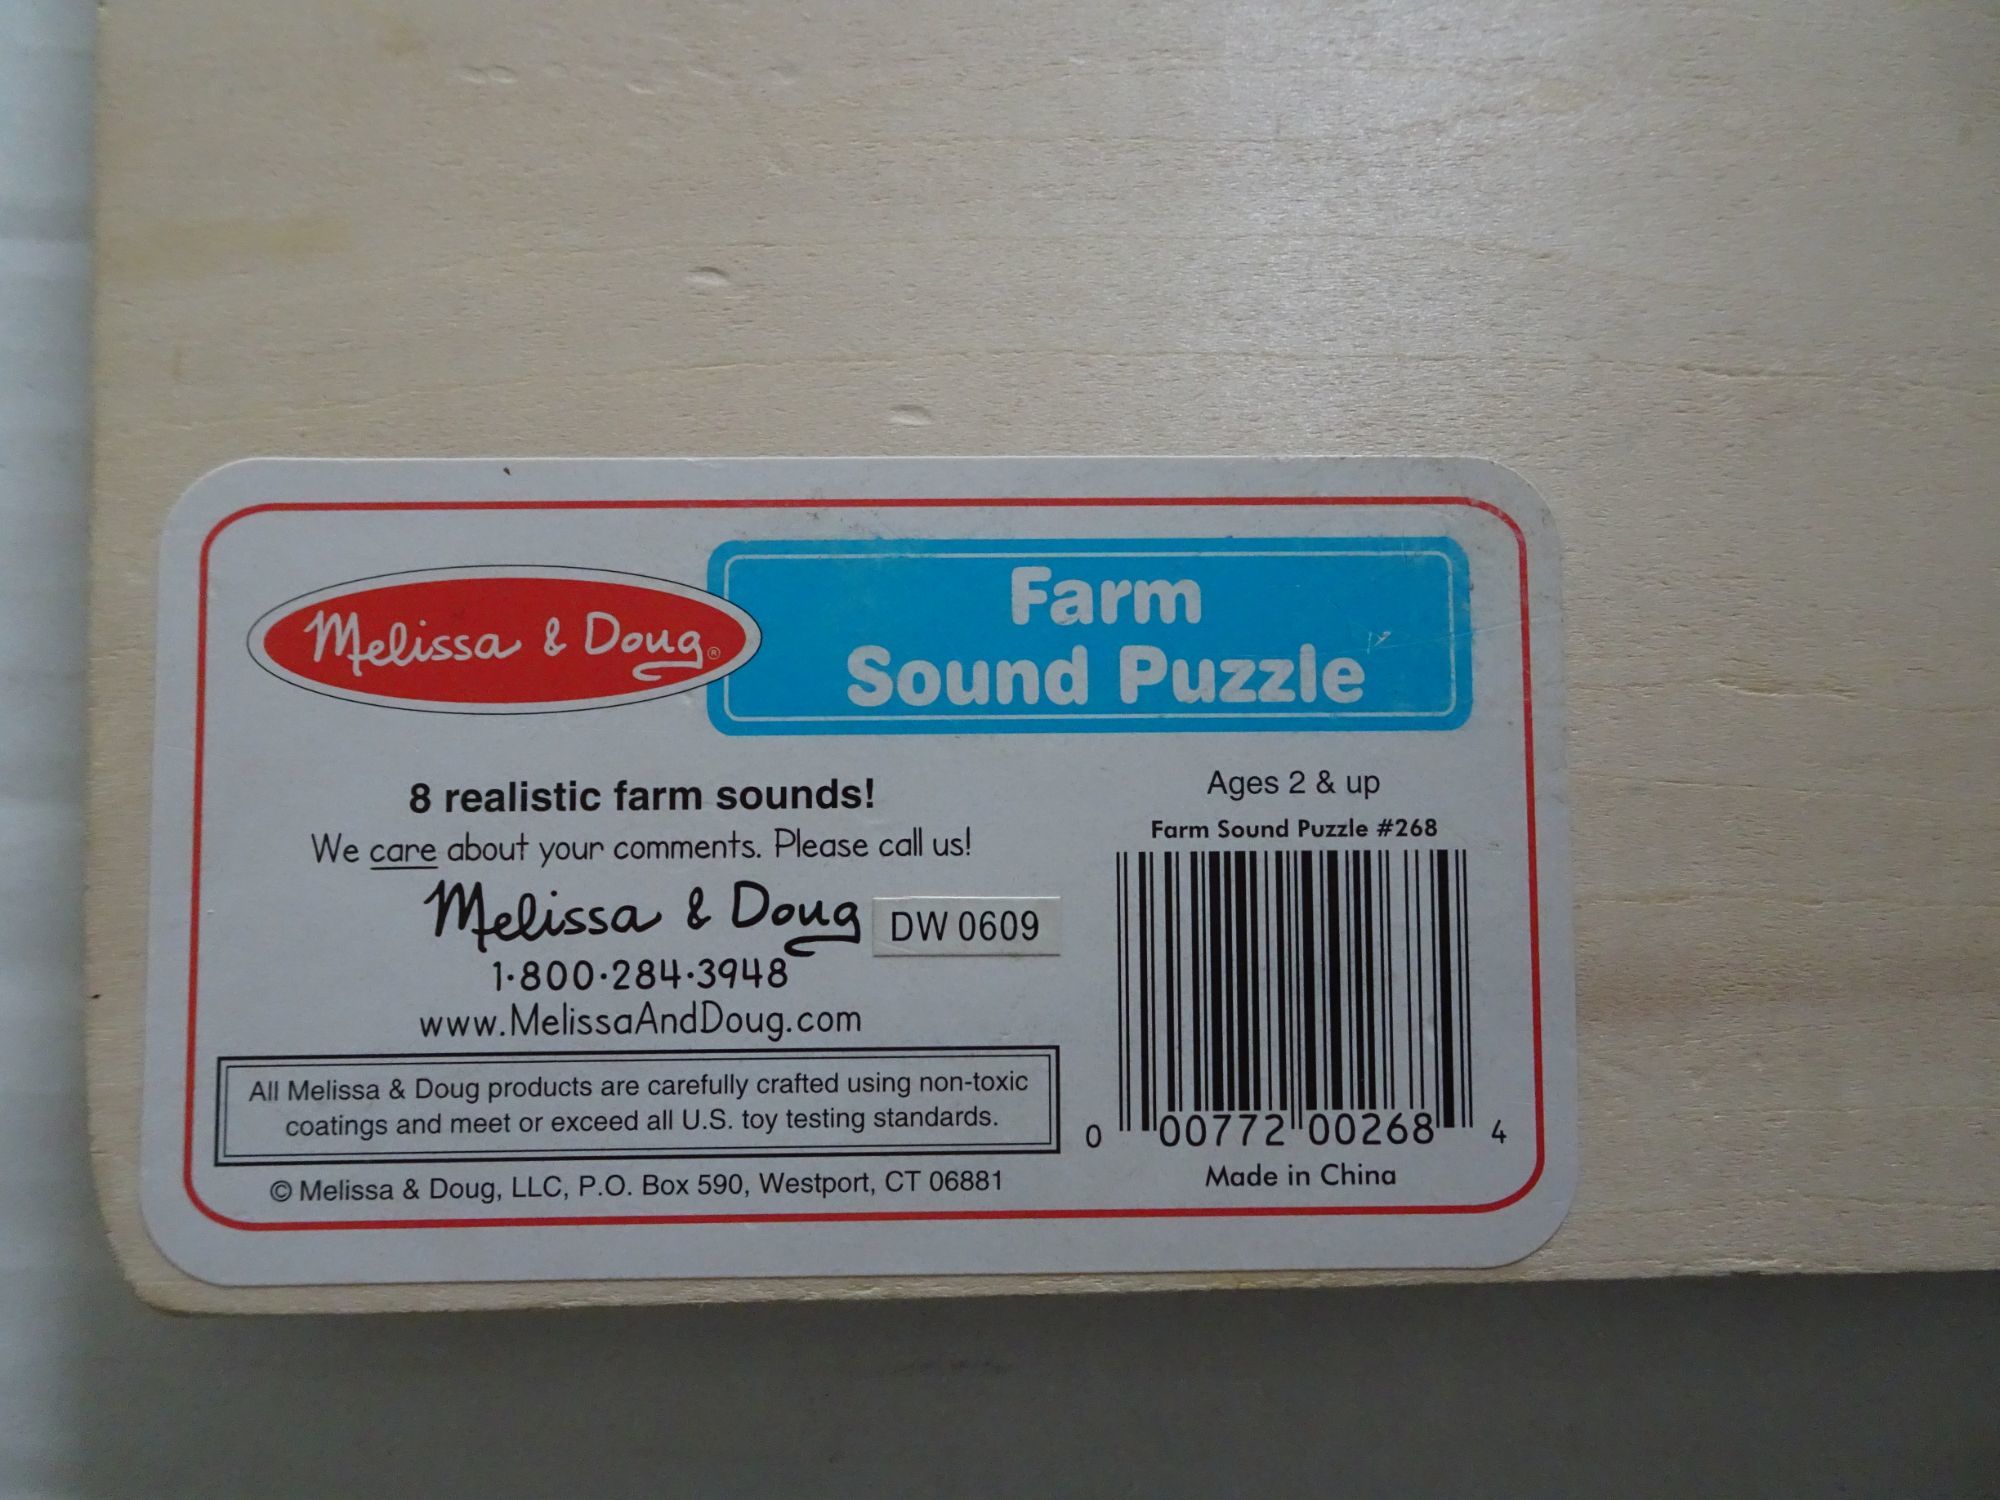 Melissa & Doug®
Farm
Sound Puzzle
8 realistic farm sounds!
We care about your comments. Please call us!
Melissa & Doug
DW 0609
1·800·284·3948
www.MelissaAndDoug.com
All Melissa & Doug products are carefully crafted using non-toxic
coatings and meet or exceed all U.S. toy testing standards.
© Melissa & Doug, LLC, P.O. Box 590, Westport, CT 06881
Ages 2 & up
Farm Sound Puzzle #268
0 00772 00268 4
Made in China